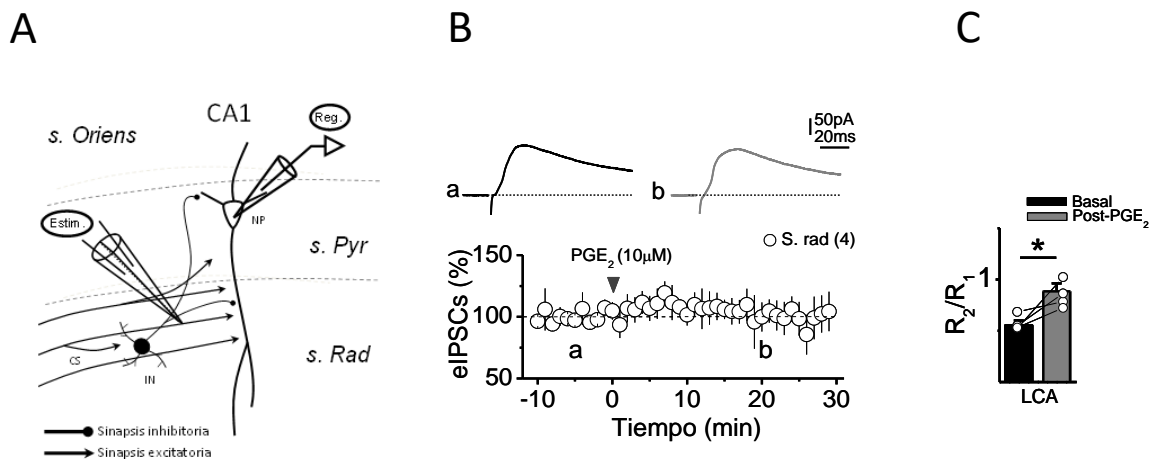 A
CA1
s. Oriens
Reg.
NP
Estim.
s. Pyr
CS
IN
s. Rad
Sinapsis inhibitoria
Sinapsis excitatoria
B
50pA
20ms
a
b
S. rad (4)
PGE₂ (10μM)
eIPSCs (%)
150
100
50
a
b
-10 0 10 20 30
Tiempo (min)
C
Basal
Post-PGE₂
*
1
R₂/R₁
LCA